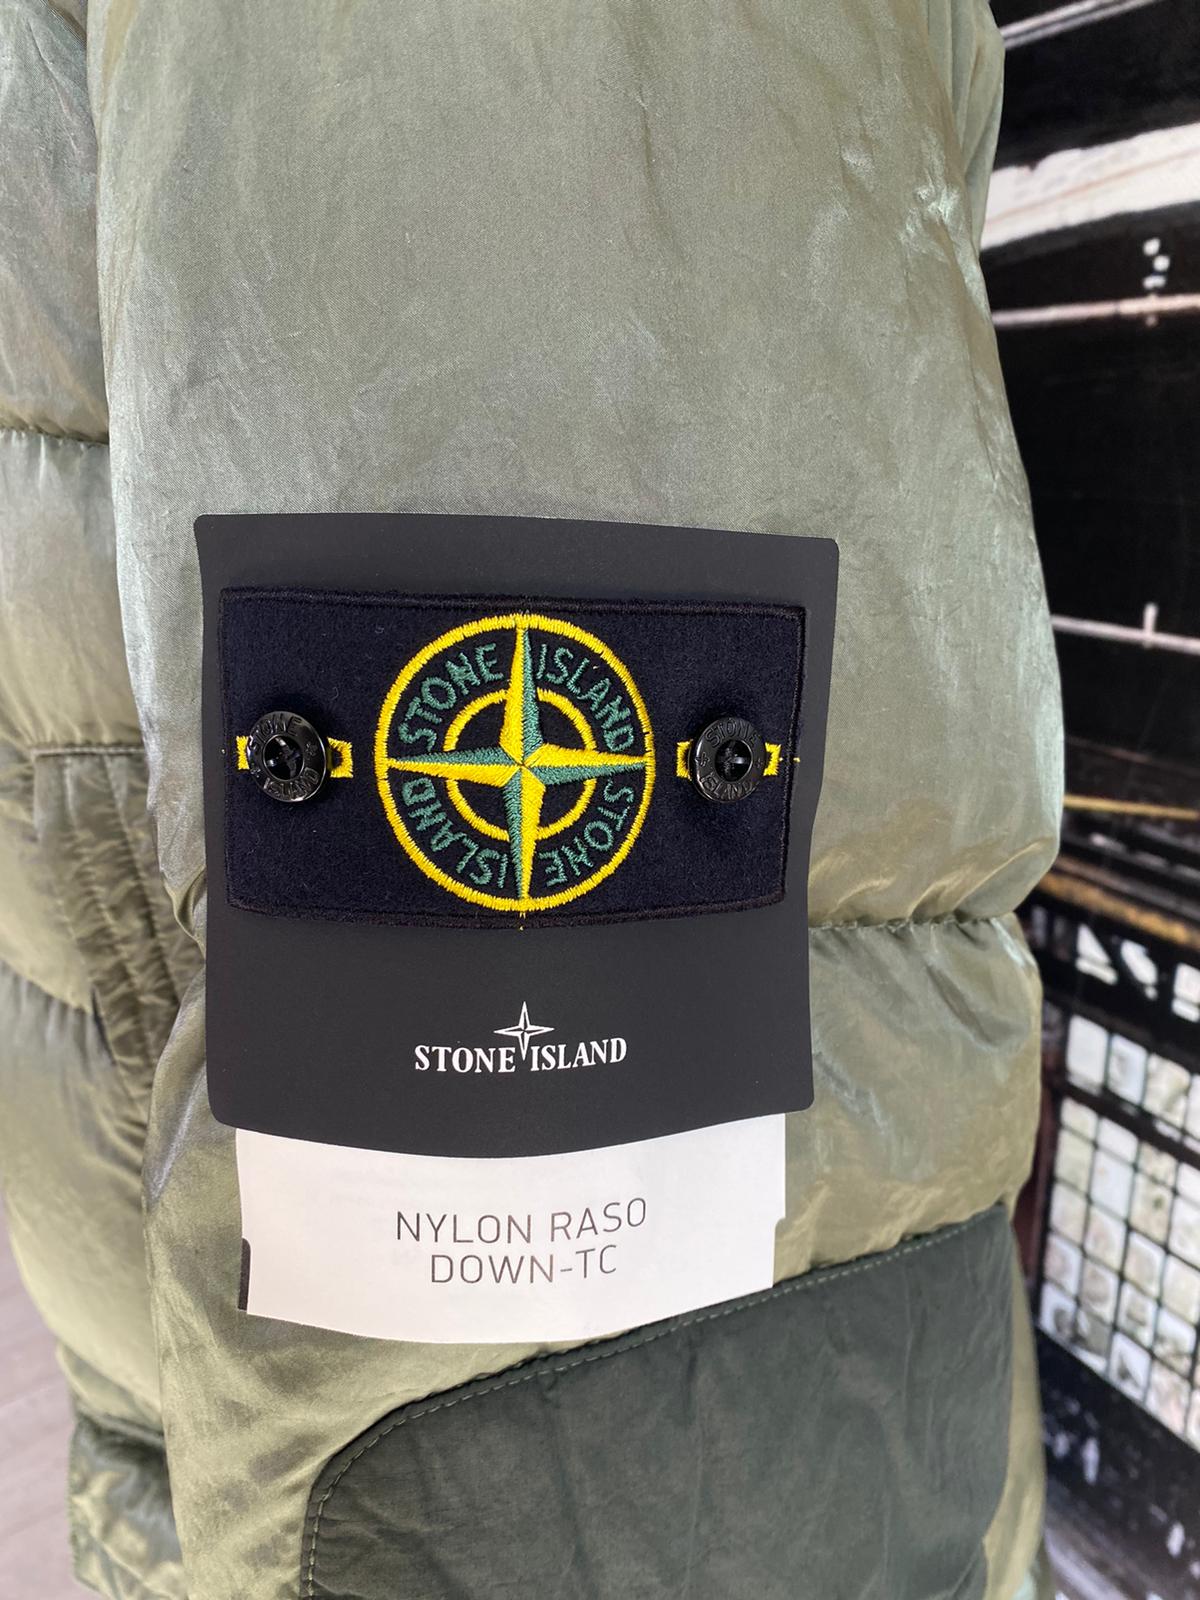 STONE ISLAND
STONE ISLAND
STONE
ISLAND
STONE
ISLAND
STONE ISLAND
NYLON RASO
DOWN-TC